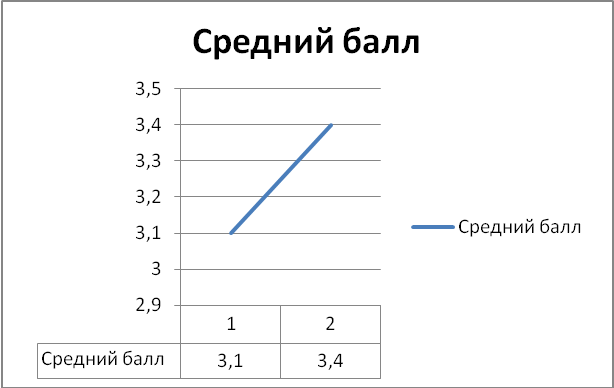 Средний балл
3,5
3,4
3,3
3,2
3,1
3
2,9
1 2
Средний балл 3,1 3,4
Средний балл